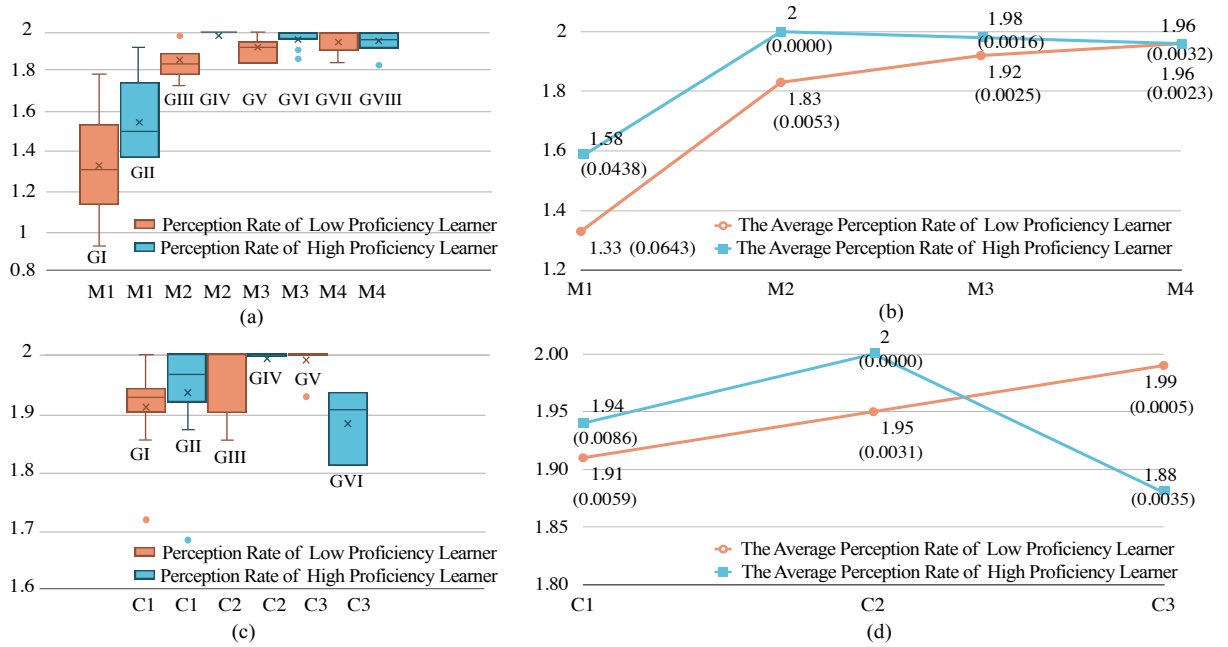 (a)
2
1.8
1.6
1.4
1.2
1
0.8
GI
GII
GIII
GIV
GV
GVI
GVII
GVIII
Perception Rate of Low Proficiency Learner
Perception Rate of High Proficiency Learner
M1 M1 M2 M2 M3 M3 M4 M4
(a)
(b)
2
1.8
1.6
1.4
1.2
1.58
(0.0438)
2
(0.0000)
1.98
(0.0016)
1.96
(0.0032)
1.33 (0.0643)
1.83
(0.0053)
1.92
(0.0025)
1.96
(0.0023)
The Average Perception Rate of Low Proficiency Learner
The Average Perception Rate of High Proficiency Learner
M1 M2 M3 M4
(b)
(c)
2
1.9
1.8
1.7
1.6
GI
GII
GIII
GIV
GV
GVI
Perception Rate of Low Proficiency Learner
Perception Rate of High Proficiency Learner
C1 C1 C2 C2 C3 C3
(c)
(d)
2.00
1.95
1.90
1.85
1.80
1.94
(0.0086)
2
(0.0000)
1.88
(0.0035)
1.91
(0.0059)
1.95
(0.0031)
1.99
(0.0005)
The Average Perception Rate of Low Proficiency Learner
The Average Perception Rate of High Proficiency Learner
C1 C2 C3
(d)